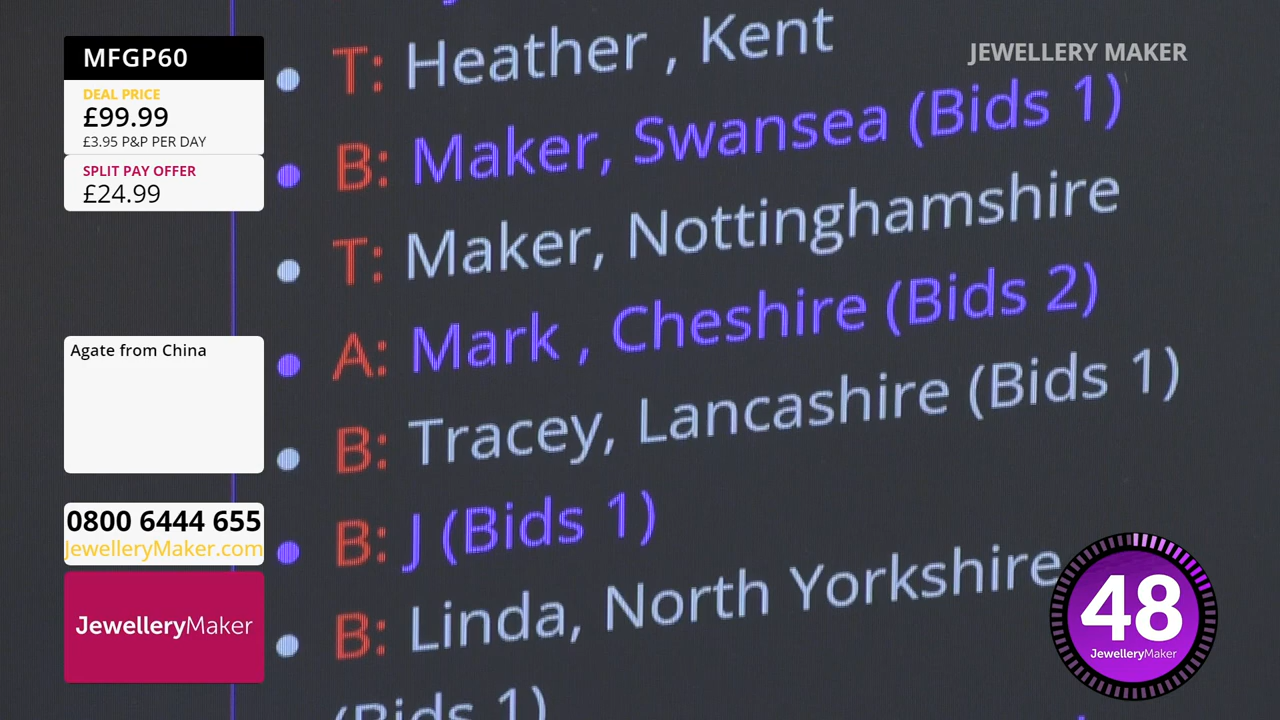 MFGP60
DEAL PRICE
£99.99
£3.95 P&P PER DAY
SPLIT PAY OFFER
£24.99
Agate from China
0800 6444 655
JewelleryMaker.com
JewelleryMaker
JEWELLERY MAKER
T: Heather , Kent
B: Maker, Swansea (Bids 1)
T: Maker, Nottinghamshire
A: Mark , Cheshire (Bids 2)
B: Tracey, Lancashire (Bids 1)
B: J (Bids 1)
B: Linda, North Yorkshire
(Bids 1)
48
JewelleryMaker